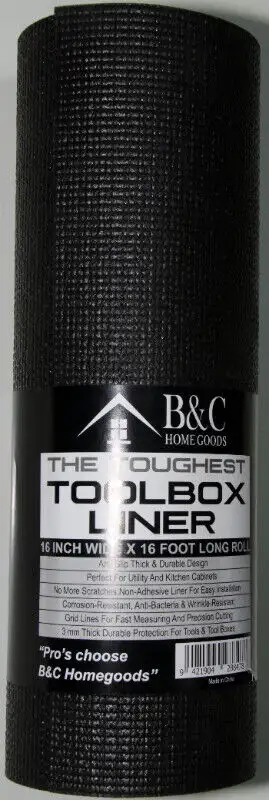 B&C
HOME GOODS
THE TOUGHEST
TOOLBOX
LINER
16 INCH WIDE X 16 FOOT LONG ROLL
Anti Slip Thick & Durable Design
Perfect For Utility And Kitchen Cabinets
No More Scratches Non-Adhesive Liner For Easy Installation
Corrosion-Resistant, Anti-Bacteria & Wrinkle-Resistant
Grid Lines For Fast Measuring And Precision Cutting
3 mm Thick Durable Protection For Tools & Tool Boxes
"Pro's choose
B&C Homegoods"
Made in China